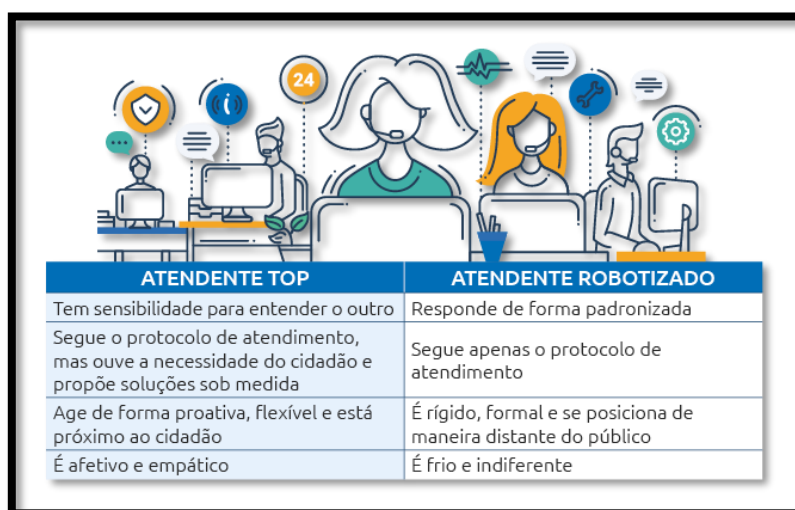 24
ATENDENTE TOP
ATENDENTE ROBOTIZADO
Tem sensibilidade para entender o outro
Responde de forma padronizada
Segue o protocolo de atendimento,
mas ouve a necessidade do cidadão e
propõe soluções sob medida
Segue apenas o protocolo de
atendimento
Age de forma proativa, flexível e está
próximo ao cidadão
É rígido, formal e se posiciona de
maneira distante do público
É afetivo e empático
É frio e indiferente